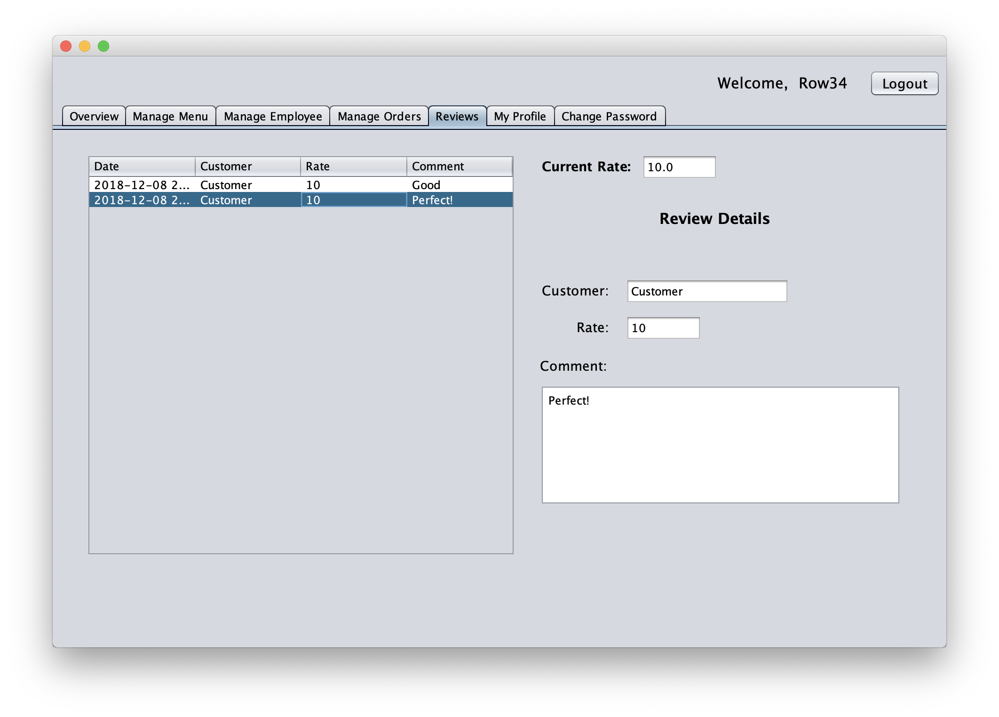 Welcome, Row34 Logout
Overview Manage Menu Manage Employee Manage Orders Reviews My Profile Change Password
Date Customer Rate Comment
2018-12-08 2... Customer 10 Good
2018-12-08 2... Customer 10 Perfect!
Current Rate: 10.0
Review Details
Customer: Customer
Rate: 10
Comment:
Perfect!